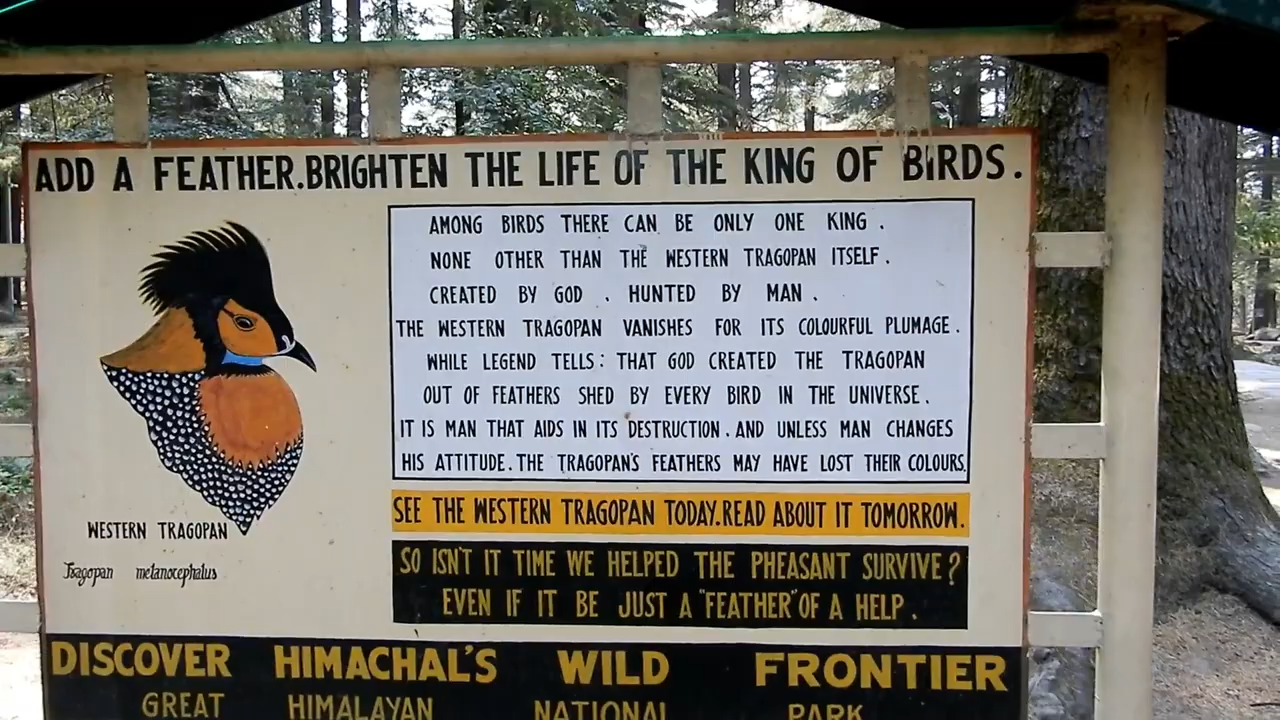 ADD A FEATHER.BRIGHTEN THE LIFE OF THE KING OF BIRDS.
AMONG BIRDS THERE CAN BE ONLY ONE KING .
NONE OTHER THAN THE WESTERN TRAGOPAN ITSELF .
CREATED BY GOD . HUNTED BY MAN .
THE WESTERN TRAGOPAN VANISHES FOR ITS COLOURFUL PLUMAGE .
WHILE LEGEND TELLS : THAT GOD CREATED THE TRAGOPAN
OUT OF FEATHERS SHED BY EVERY BIRD IN THE UNIVERSE .
IT IS MAN THAT AIDS IN ITS DESTRUCTION . AND UNLESS MAN CHANGES
HIS ATTITUDE . THE TRAGOPAN'S FEATHERS MAY HAVE LOST THEIR COLOURS.
SEE THE WESTERN TRAGOPAN TODAY.READ ABOUT IT TOMORROW.
SO ISN'T IT TIME WE HELPED THE PHEASANT SURVIVE ?
EVEN IF IT BE JUST A "FEATHER" OF A HELP .
WESTERN TRAGOPAN
Tragopan melanocephalus
DISCOVER HIMACHAL'S WILD FRONTIER
GREAT HIMALAYAN NATIONAL PARK